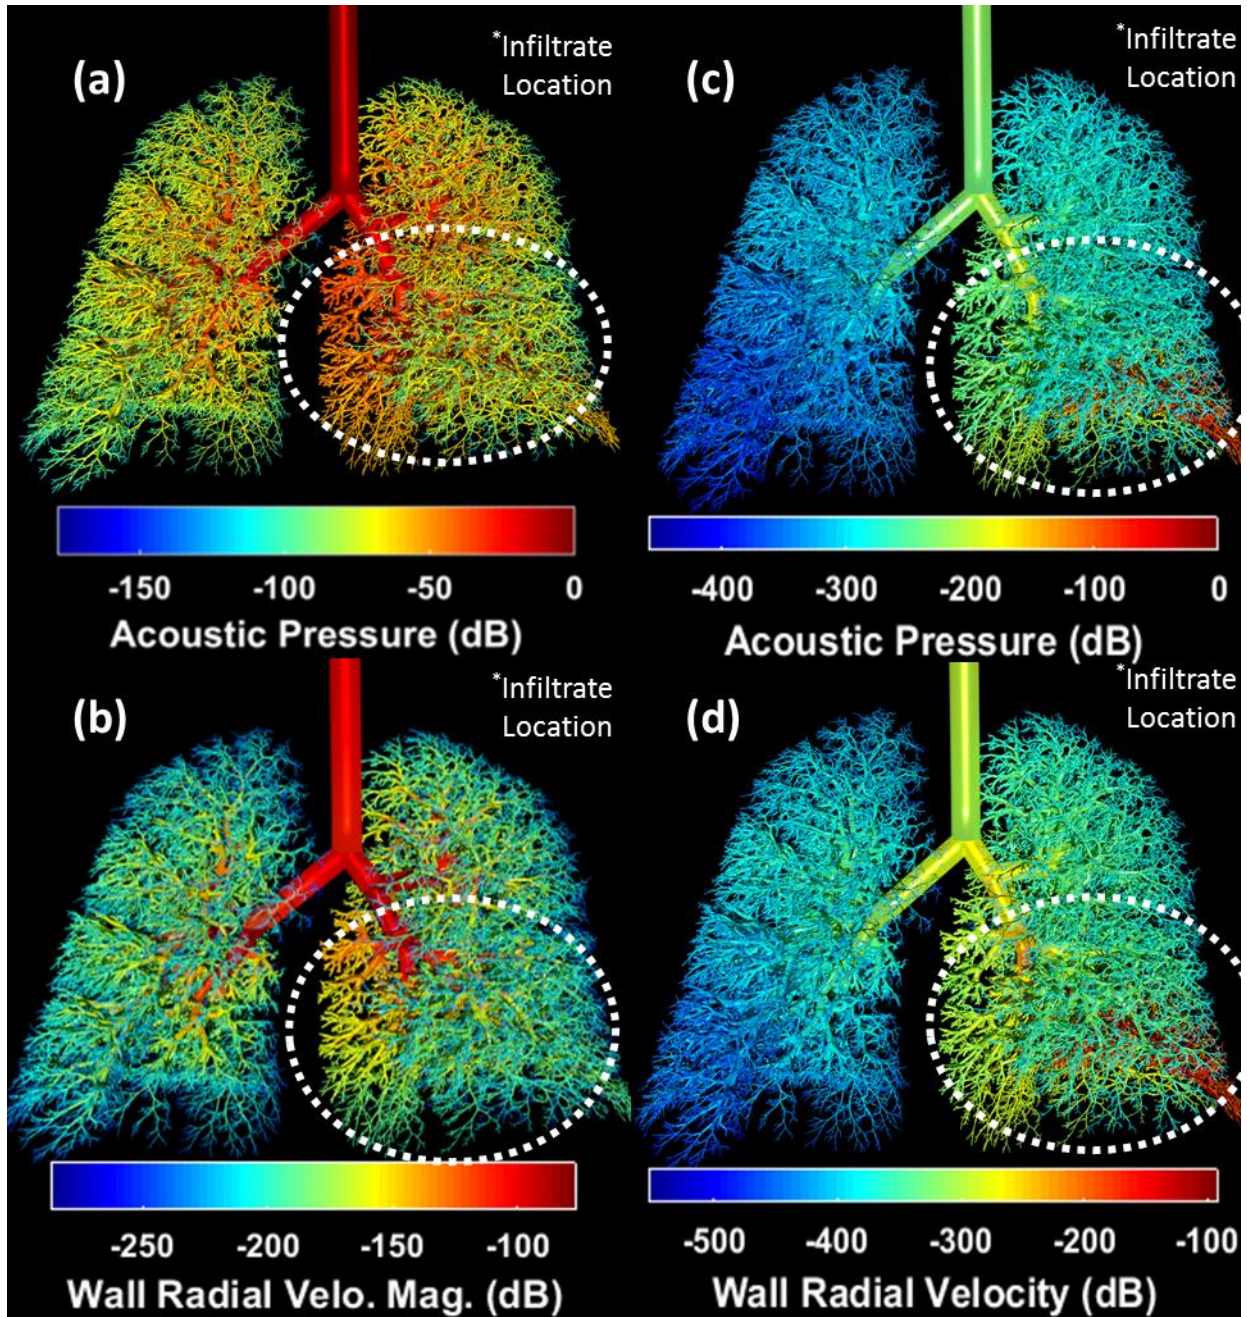 (a)
*Infiltrate
Location
-150 -100 -50 0
Acoustic Pressure (dB)
(c)
*Infiltrate
Location
-400 -300 -200 -100 0
Acoustic Pressure (dB)
(b)
*Infiltrate
Location
-250 -200 -150 -100
Wall Radial Velo. Mag. (dB)
(d)
*Infiltrate
Location
-500 -400 -300 -200 -100
Wall Radial Velocity (dB)